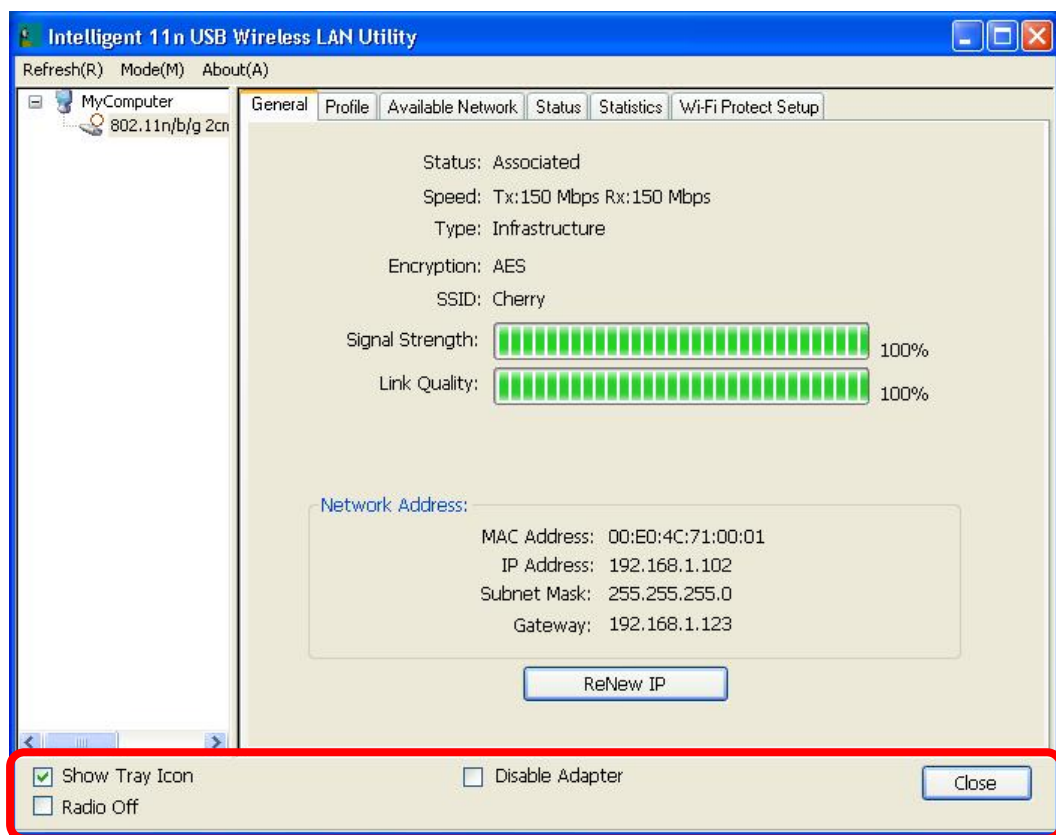 Intelligent 11n USB Wireless LAN Utility
Refresh(R) Mode(M) About(A)
MyComputer
802.11n/b/g 2cn
General Profile Available Network Status Statistics Wi-Fi Protect Setup
Status: Associated
Speed: Tx:150 Mbps Rx:150 Mbps
Type: Infrastructure
Encryption: AES
SSID: Cherry
Signal Strength: 100%
Link Quality: 100%
Network Address:
MAC Address: 00:E0:4C:71:00:01
IP Address: 192.168.1.102
Subnet Mask: 255.255.255.0
Gateway: 192.168.1.123
ReNew IP
Show Tray Icon Disable Adapter Close
Radio Off